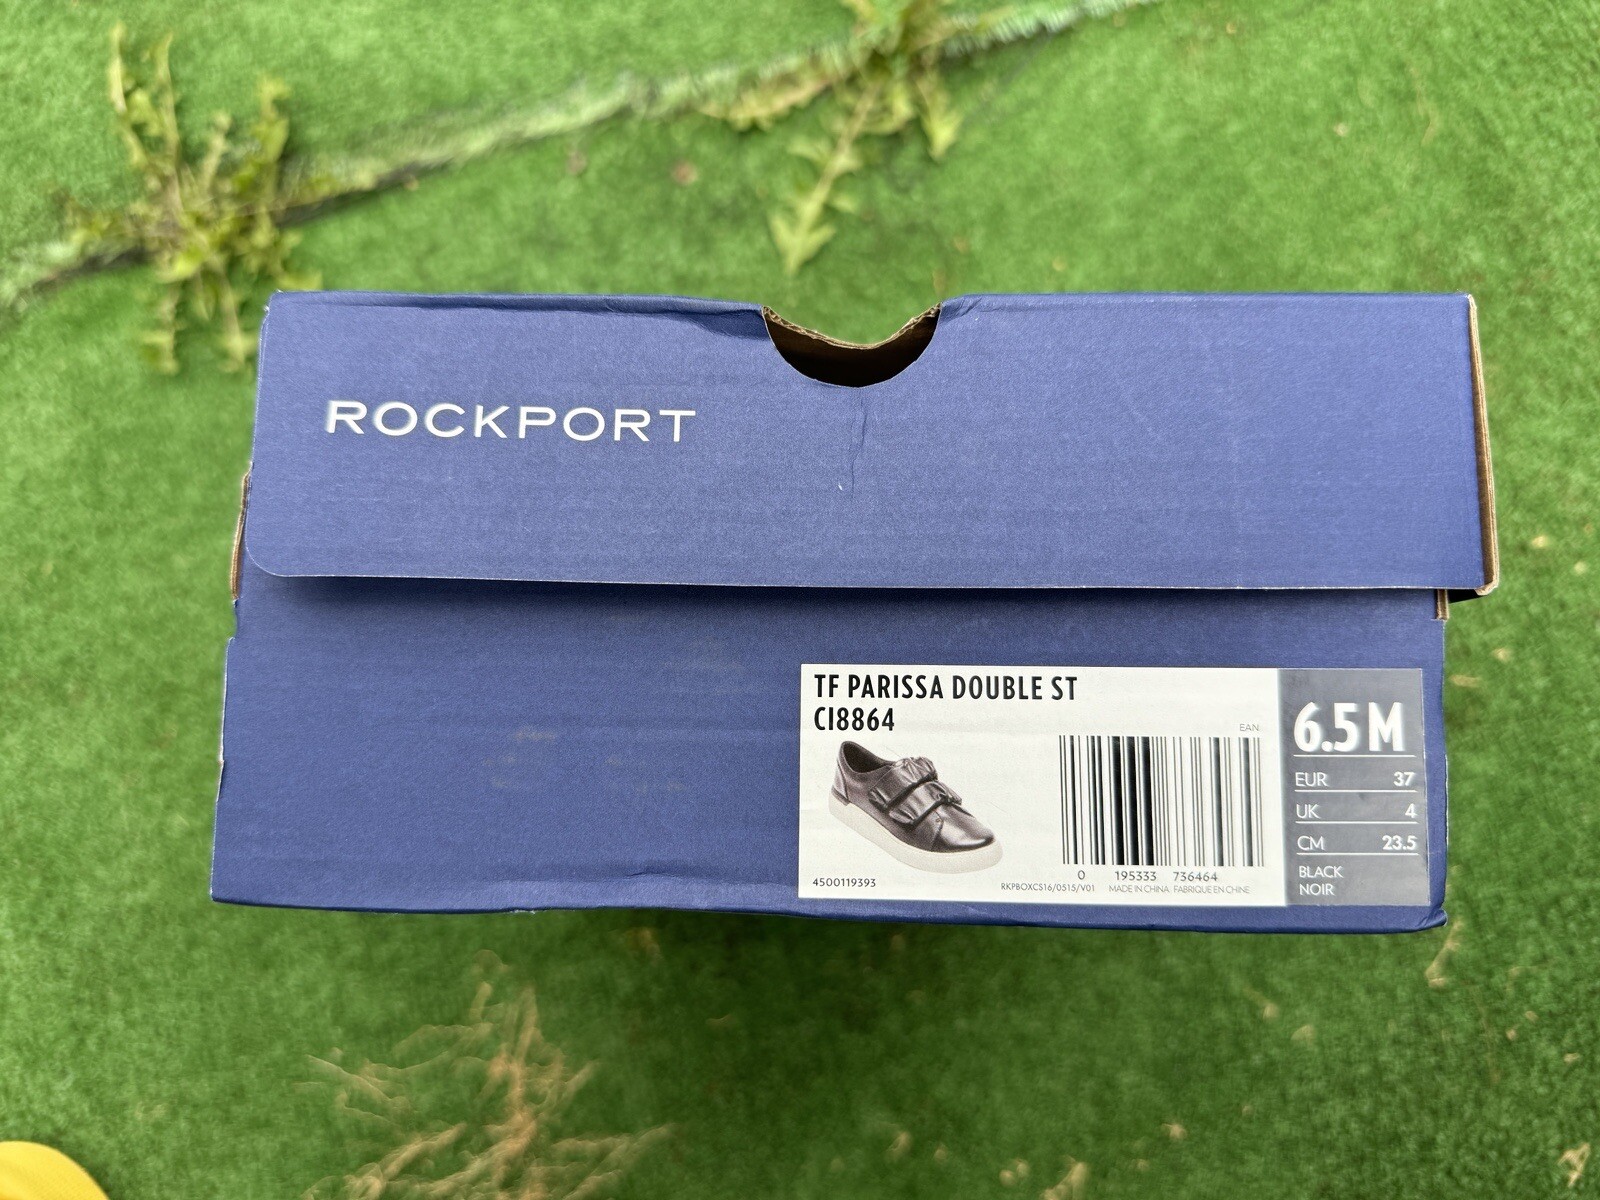 ROCKPORT
TF PARISSA DOUBLE ST
CI8864
EAN
0 195333 736464
4500119393
RKPBOXCS16/0515/V01 MADE IN CHINA FABRIQUE EN CHINE
6.5 M
EUR 37
UK 4
CM 23.5
BLACK
NOIR